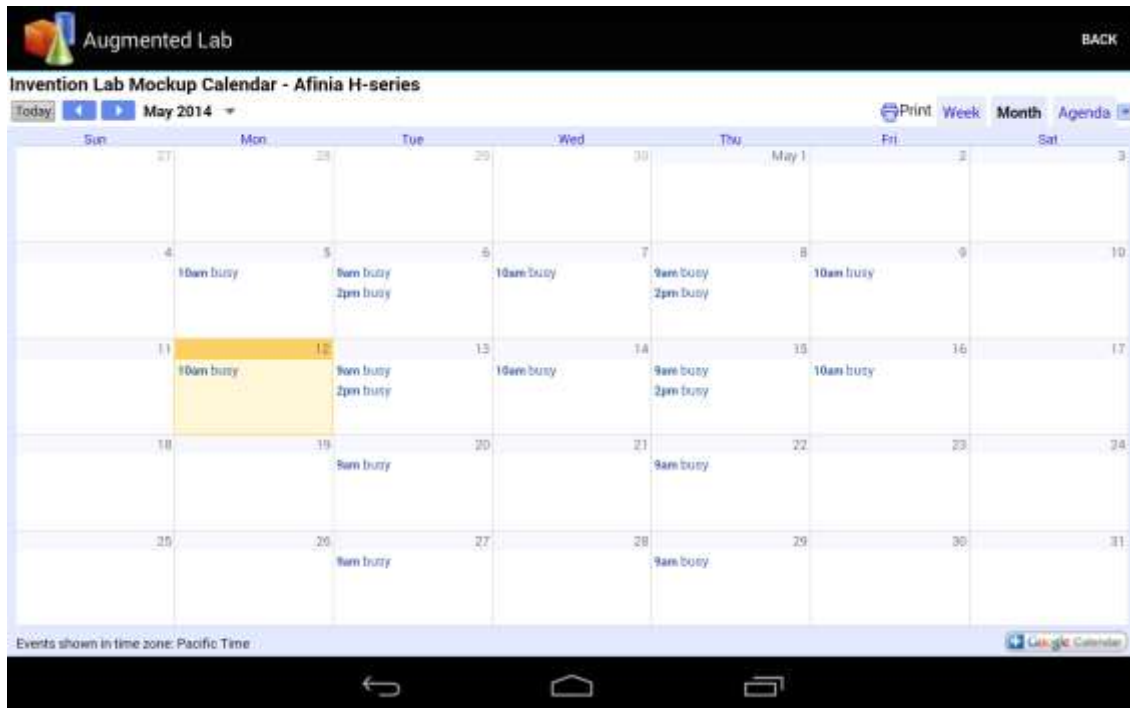 Augmented Lab BACK
Invention Lab Mockup Calendar - Afinia H-series
Today May 2014 Print Week Month Agenda
Sun Mon Tue Wed Thu Fri Sat
27 28 29 30 May 1 2 3
4 5 6 7 8 9 10
10am busy 9am busy 10am busy 9am busy 10am busy
2pm busy 2pm busy
11 12 13 14 15 16 17
10am busy 9am busy 10am busy 9am busy 10am busy
2pm busy 2pm busy
18 19 20 21 22 23 24
9am busy 9am busy
25 26 27 28 29 30 31
9am busy 9am busy
Events shown in time zone: Pacific Time Google Calendar